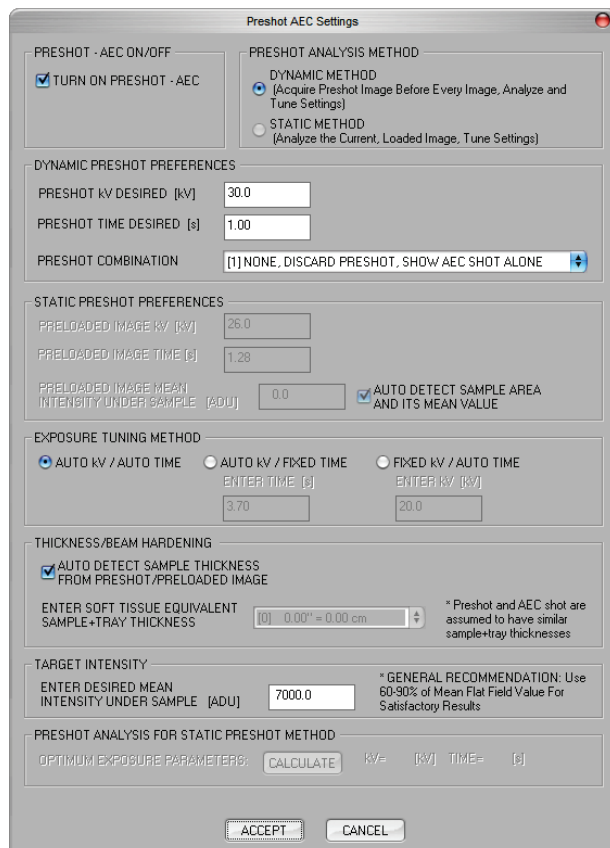 Preshot AEC Settings
PRESHOT - AEC ON/OFF
TURN ON PRESHOT - AEC
PRESHOT ANALYSIS METHOD
DYNAMIC METHOD
(Acquire Preshot Image Before Every Image, Analyze and
Tune Settings)
STATIC METHOD
(Analyze the Current, Loaded Image, Tune Settings)
DYNAMIC PRESHOT PREFERENCES
PRESHOT kV DESIRED [kV]
30.0
PRESHOT TIME DESIRED [s]
1.00
PRESHOT COMBINATION
[1] NONE, DISCARD PRESHOT, SHOW AEC SHOT ALONE
STATIC PRESHOT PREFERENCES
PRELOADED IMAGE kV [kV]
26.0
PRELOADED IMAGE TIME [s]
1.28
PRELOADED IMAGE MEAN
INTENSITY UNDER SAMPLE [ADU]
0.0
AUTO DETECT SAMPLE AREA
AND ITS MEAN VALUE
EXPOSURE TUNING METHOD
AUTO kV / AUTO TIME
AUTO kV / FIXED TIME
FIXED kV / AUTO TIME
ENTER TIME [s]
ENTER kV [kV]
3.70
20.0
THICKNESS/BEAM HARDENING
AUTO DETECT SAMPLE THICKNESS
FROM PRESHOT/PRELOADED IMAGE
ENTER SOFT TISSUE EQUIVALENT
SAMPLE+TRAY THICKNESS
[0] 0.00" = 0.00 cm
* Preshot and AEC shot are
assumed to have similar
sample+tray thicknesses
TARGET INTENSITY
ENTER DESIRED MEAN
INTENSITY UNDER SAMPLE [ADU]
7000.0
* GENERAL RECOMMENDATION: Use
60-90% of Mean Flat Field Value For
Satisfactory Results
PRESHOT ANALYSIS FOR STATIC PRESHOT METHOD
OPTIMUM EXPOSURE PARAMETERS:
CALCULATE
kV= [kV] TIME= [s]
ACCEPT
CANCEL